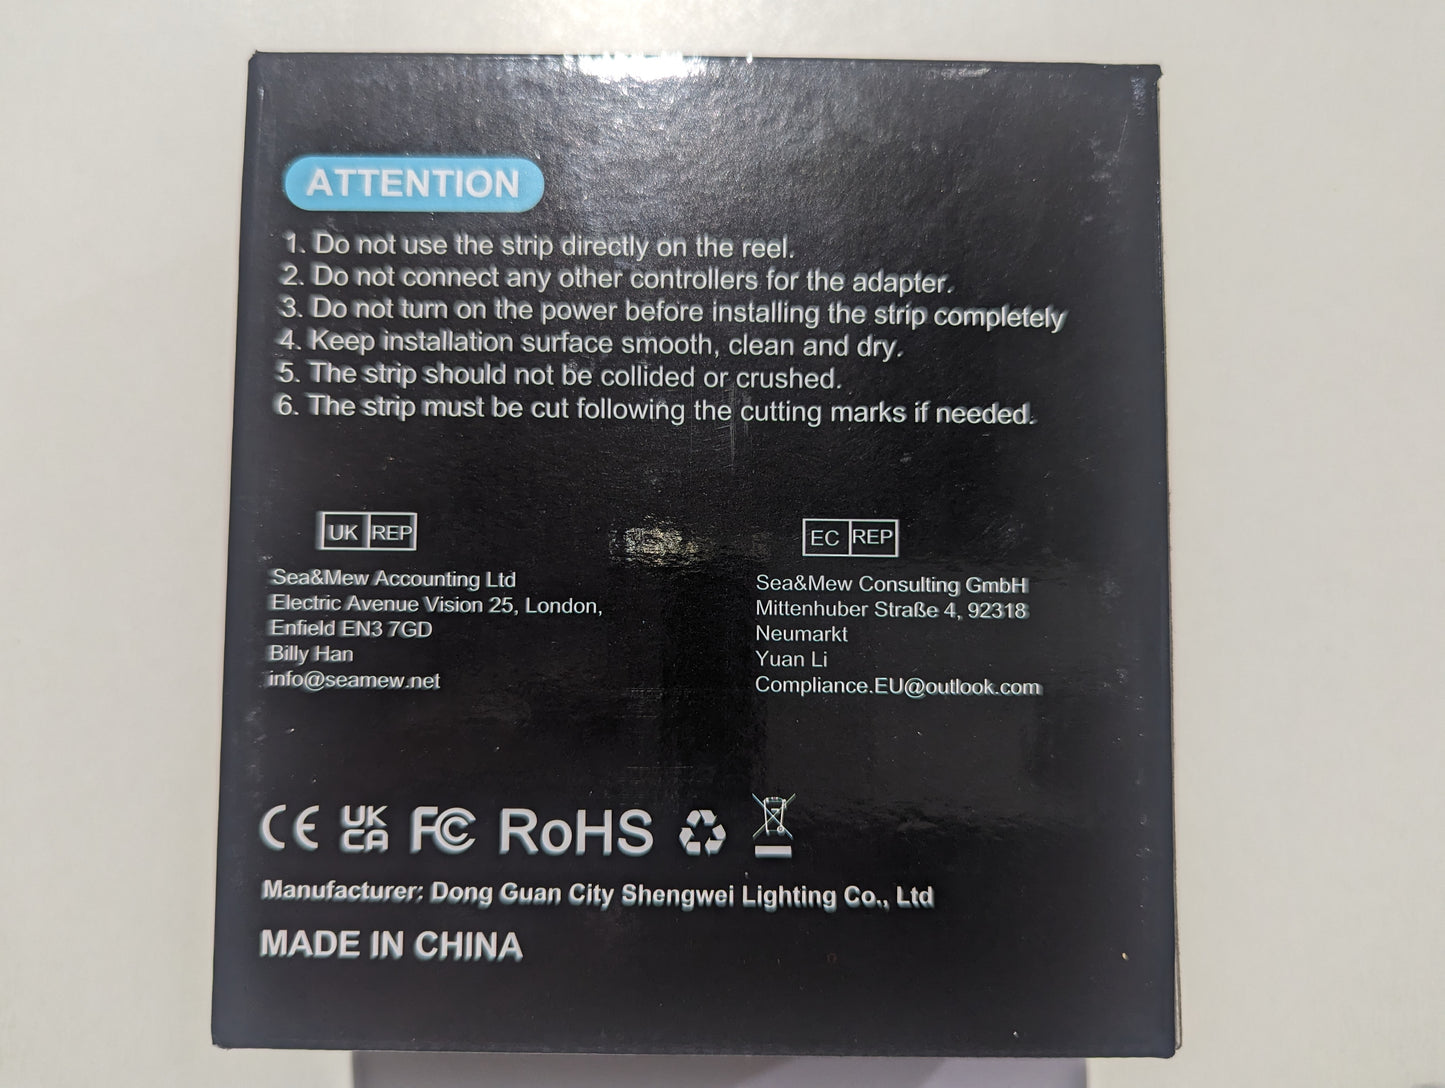 ATTENTION
1. Do not use the strip directly on the reel.
2. Do not connect any other controllers for the adapter.
3. Do not turn on the power before installing the strip completely
4. Keep installation surface smooth, clean and dry.
5. The strip should not be collided or crushed.
6. The strip must be cut following the cutting marks if needed.
UK REP
Sea&Mew Accounting Ltd
Electric Avenue Vision 25, London,
Enfield EN3 7GD
Billy Han
info@seamew.net
EC REP
Sea&Mew Consulting GmbH
Mittenhuber Straße 4, 92318
Neumarkt
Yuan Li
Compliance.EU@outlook.com
CE UK CA FC RoHS
Manufacturer: Dong Guan City Shengwei Lighting Co., Ltd
MADE IN CHINA